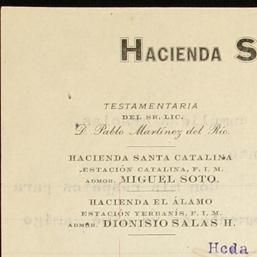 HACIENDA S
TESTAMENTARIA
DEL SR. LIC.
D. Pablo Martínez del Río.
HACIENDA SANTA CATALINA
ESTACIÓN CATALINA, F. I. M.
ADMOR. MIGUEL SOTO.
HACIENDA EL ÁLAMO
ESTACIÓN YERBANÍS, F. I. M.
ADMOR. DIONISIO SALAS H.
Hcda